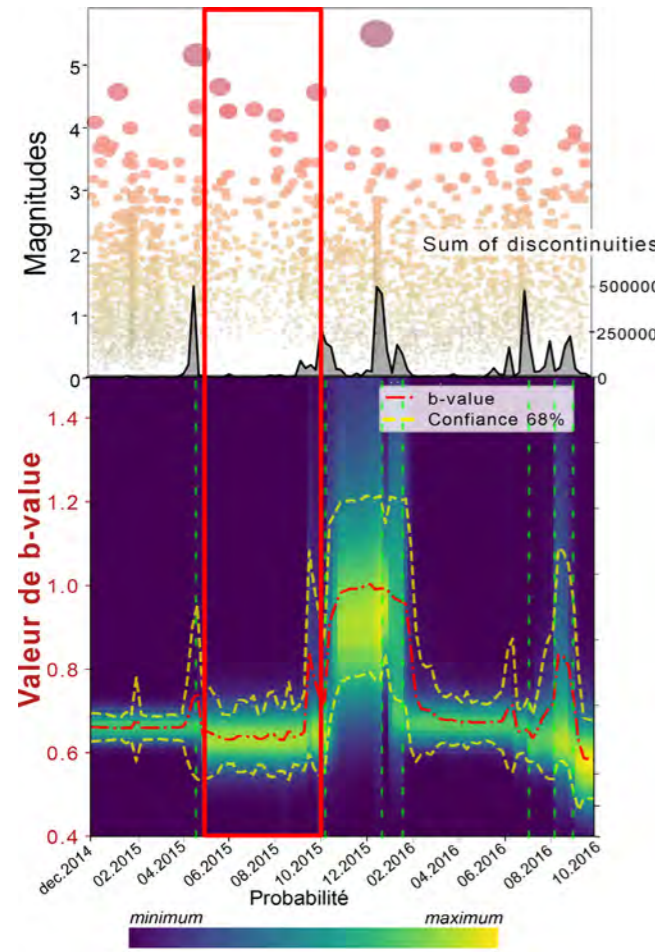 Magnitudes
5
4
3
2
1
0
Sum of discontinuities
500000
250000
0
Valeur de b-value
1.4
1.2
1.0
0.8
0.6
0.4
b-value
Confiance 68%
dec.2014
02.2015
04.2015
06.2015
08.2015
10.2015
12.2015
02.2016
04.2016
06.2016
08.2016
10.2016
Probabilité
minimum
maximum